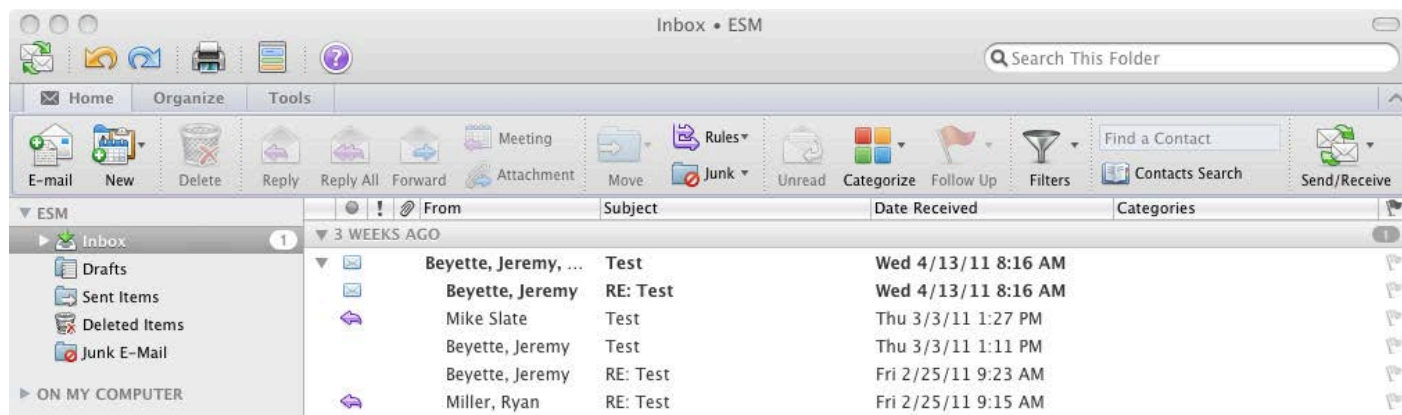 Inbox • ESM
? Search This Folder
Home Organize Tools
E-mail New Delete Reply Reply All Forward Meeting Attachment Move Rules Junk Unread Categorize Follow Up Filters Find a Contact Contacts Search Send/Receive
ESM ! From Subject Date Received Categories
Inbox 1 3 WEEKS AGO 1
Drafts Beyette, Jeremy, ... Test Wed 4/13/11 8:16 AM
Sent Items Beyette, Jeremy RE: Test Wed 4/13/11 8:16 AM
Deleted Items Mike Slate Test Thu 3/3/11 1:27 PM
Junk E-Mail Beyette, Jeremy Test Thu 3/3/11 1:11 PM
Beyette, Jeremy RE: Test Fri 2/25/11 9:23 AM
ON MY COMPUTER Miller, Ryan RE: Test Fri 2/25/11 9:15 AM